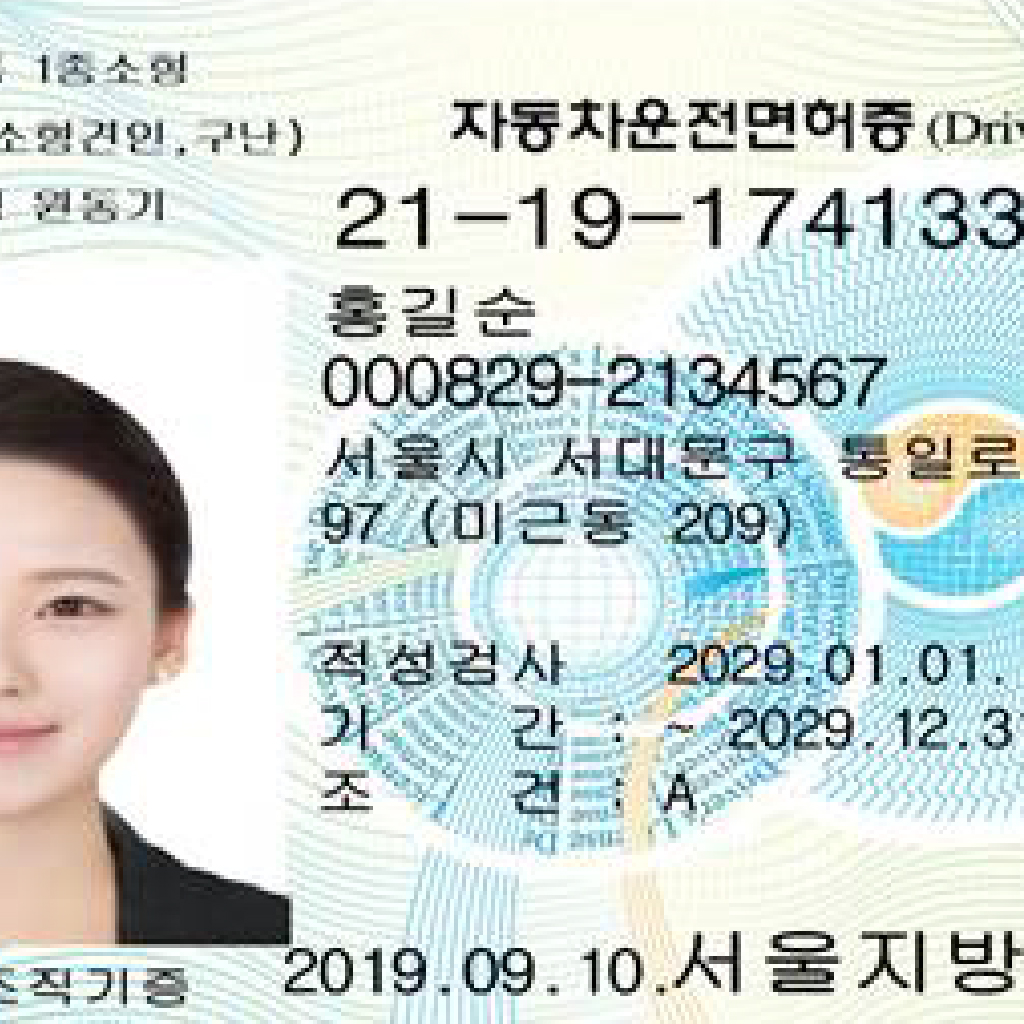 1종소형
소형견인,구난)
자동차운전면허증(Driv
원동기
21-19-174133
홍길순
000829-2134567
서울시 서대문구 통일로
97 (미근동 209)
적성검사 2029.01.01.
기 간 : ~ 2029.12.31
조 건 : A
조직기증
2019.09.10.서울지방